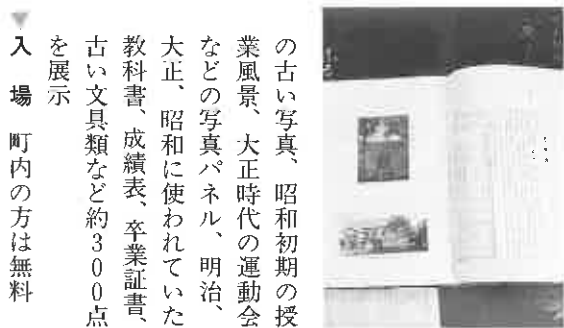 の古い写真、昭和初期の授
業風景、大正時代の運動会
などの写真パネル、明治、
大正、昭和に使われていた
教科書、成績表、卒業証書、
古い文具類など約３００点
を展示
▼入　場　町内の方は無料